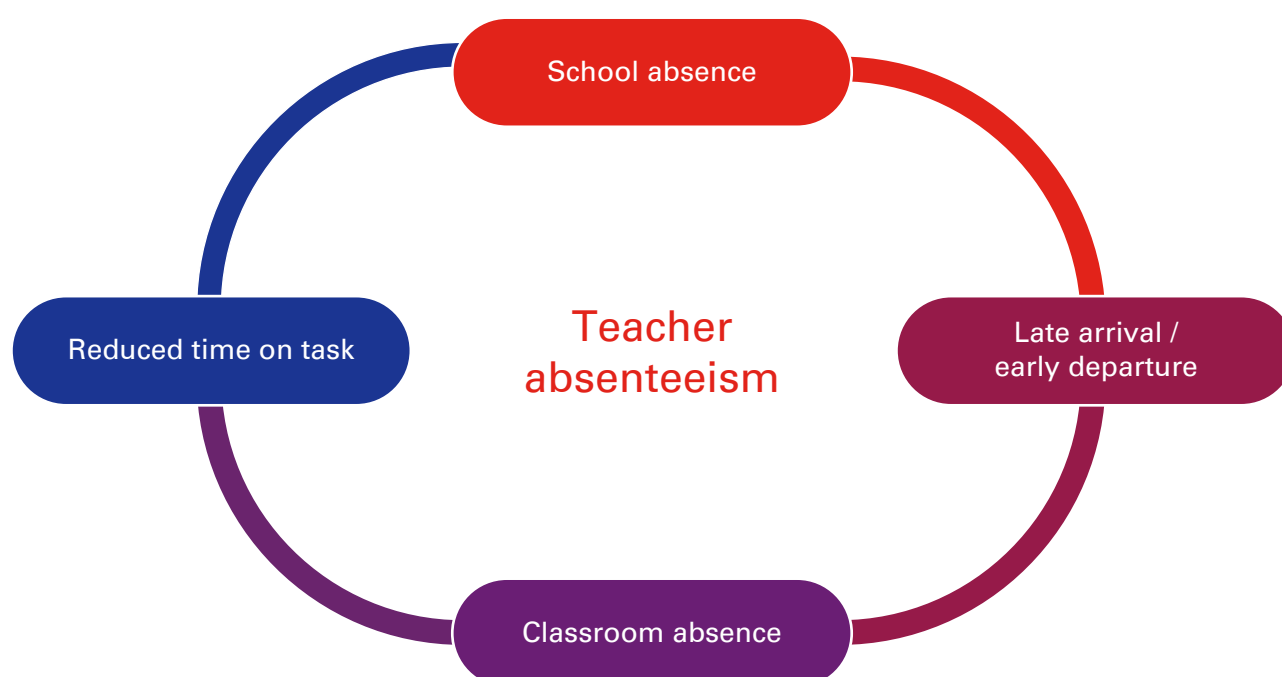 School absence
Reduced time on task
Teacher
absenteeism
Late arrival /
early departure
Classroom absence